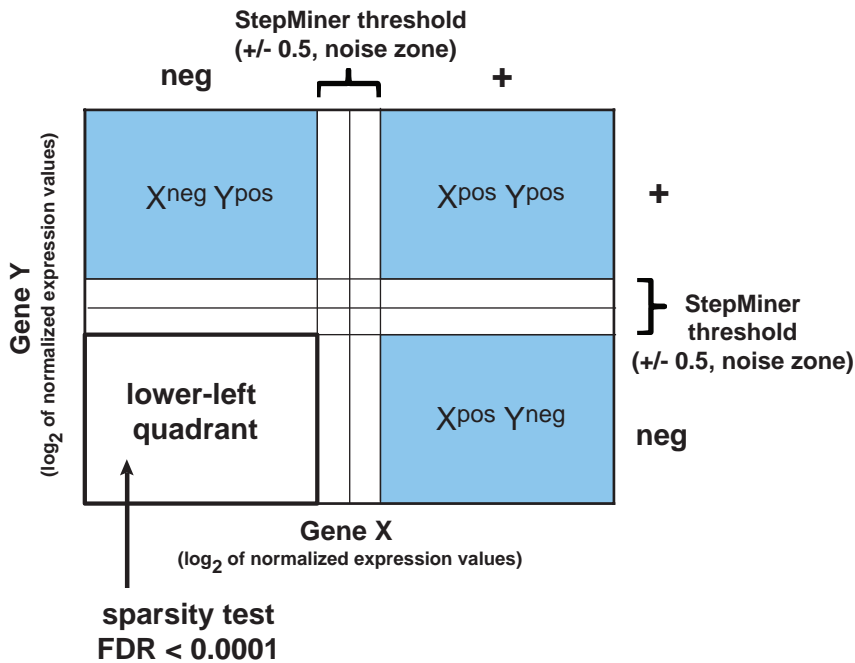 StepMiner threshold
(+/- 0.5, noise zone)
neg
+
Gene Y
(log2 of normalized expression values)
Xneg Ypos
Xpos Ypos
+
StepMiner
threshold
(+/- 0.5, noise zone)
lower-left
quadrant
Xpos Yneg
neg
Gene X
(log2 of normalized expression values)
sparsity test
FDR < 0.0001